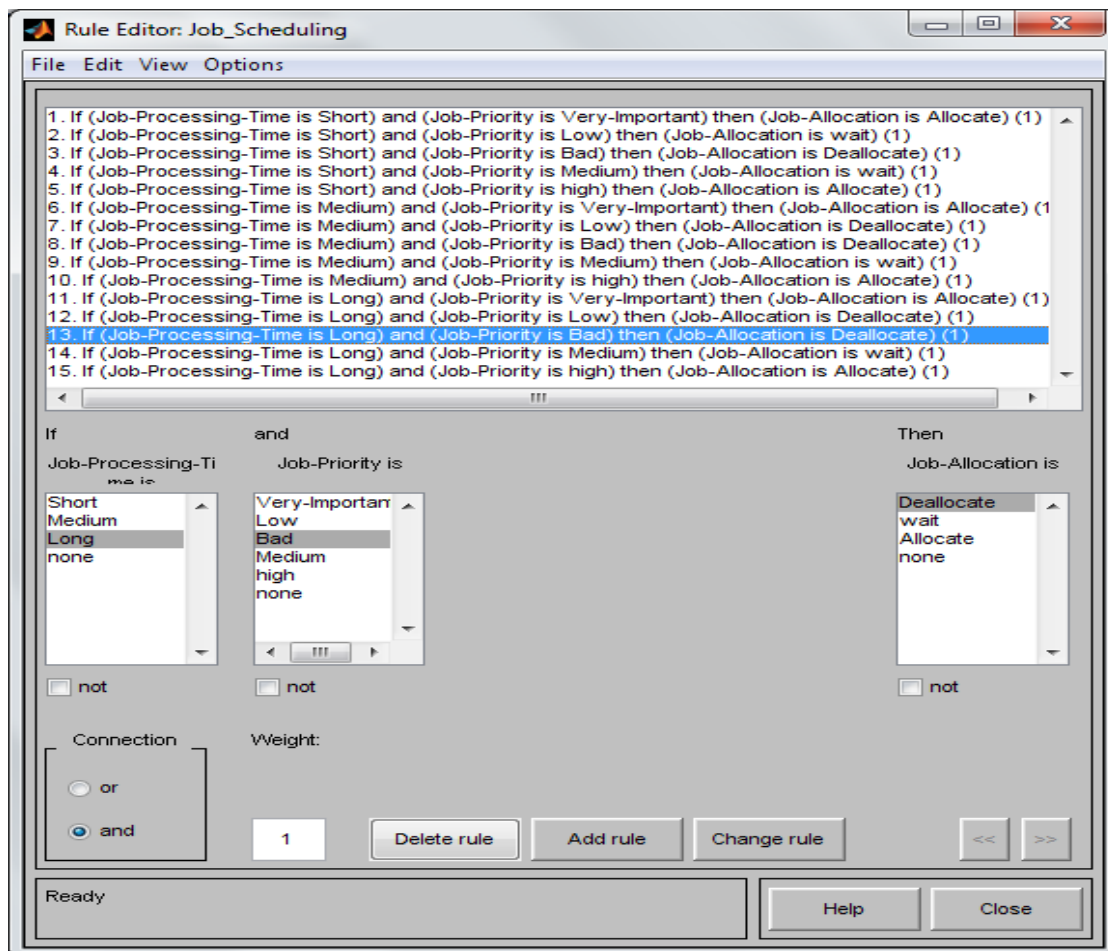 Rule Editor: Job_Scheduling
File Edit View Options
1. If (Job-Processing-Time is Short) and (Job-Priority is Very-Important) then (Job-Allocation is Allocate) (1)
2. If (Job-Processing-Time is Short) and (Job-Priority is Low) then (Job-Allocation is wait) (1)
3. If (Job-Processing-Time is Short) and (Job-Priority is Bad) then (Job-Allocation is Deallocate) (1)
4. If (Job-Processing-Time is Short) and (Job-Priority is Medium) then (Job-Allocation is wait) (1)
5. If (Job-Processing-Time is Short) and (Job-Priority is high) then (Job-Allocation is Allocate) (1)
6. If (Job-Processing-Time is Medium) and (Job-Priority is Very-Important) then (Job-Allocation is Allocate) (1
7. If (Job-Processing-Time is Medium) and (Job-Priority is Low) then (Job-Allocation is Deallocate) (1)
8. If (Job-Processing-Time is Medium) and (Job-Priority is Bad) then (Job-Allocation is Deallocate) (1)
9. If (Job-Processing-Time is Medium) and (Job-Priority is Medium) then (Job-Allocation is wait) (1)
10. If (Job-Processing-Time is Medium) and (Job-Priority is high) then (Job-Allocation is Allocate) (1)
11. If (Job-Processing-Time is Long) and (Job-Priority is Very-Important) then (Job-Allocation is Allocate) (1)
12. If (Job-Processing-Time is Long) and (Job-Priority is Low) then (Job-Allocation is Deallocate) (1)
13. If (Job-Processing-Time is Long) and (Job-Priority is Bad) then (Job-Allocation is Deallocate) (1)
14. If (Job-Processing-Time is Long) and (Job-Priority is Medium) then (Job-Allocation is wait) (1)
15. If (Job-Processing-Time is Long) and (Job-Priority is high) then (Job-Allocation is Allocate) (1)
If
Job-Processing-Ti
me is
Short
Medium
Long
none
not
and
Job-Priority is
Very-Importan
Low
Bad
Medium
high
none
not
Then
Job-Allocation is
Deallocate
wait
Allocate
none
not
Connection
or
and
Weight:
1
Delete rule
Add rule
Change rule
<<
>>
Ready
Help
Close